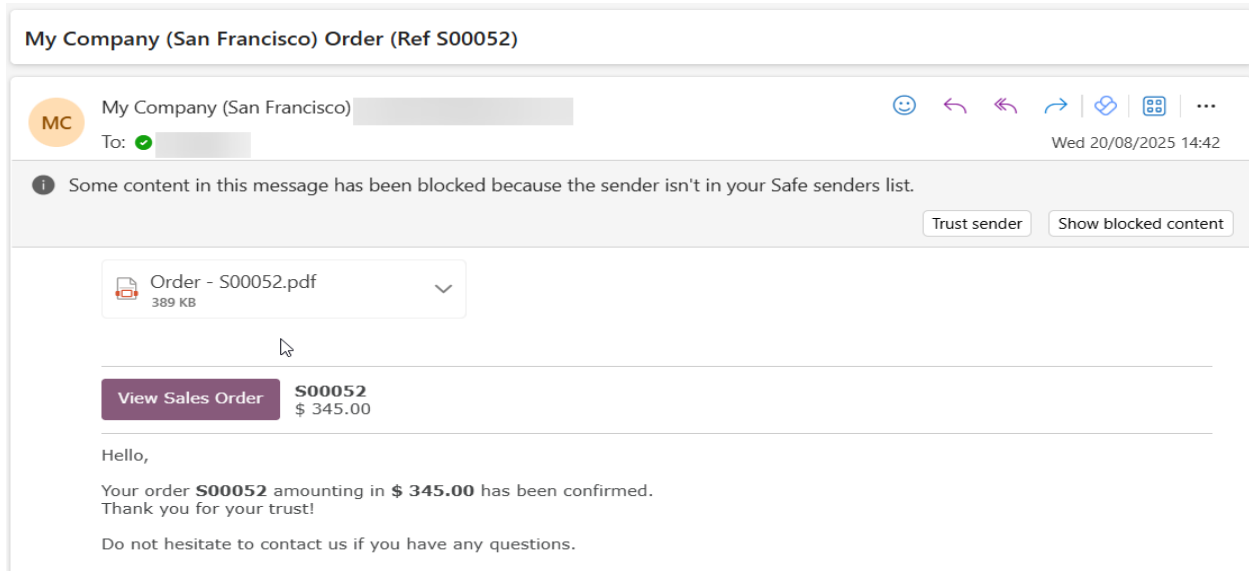 My Company (San Francisco) Order (Ref S00052)
MC
My Company (San Francisco)
To:
Wed 20/08/2025 14:42
Some content in this message has been blocked because the sender isn't in your Safe senders list.
Trust sender
Show blocked content
Order - S00052.pdf
389 KB
View Sales Order
S00052
$ 345.00
Hello,
Your order S00052 amounting in $ 345.00 has been confirmed.
Thank you for your trust!
Do not hesitate to contact us if you have any questions.